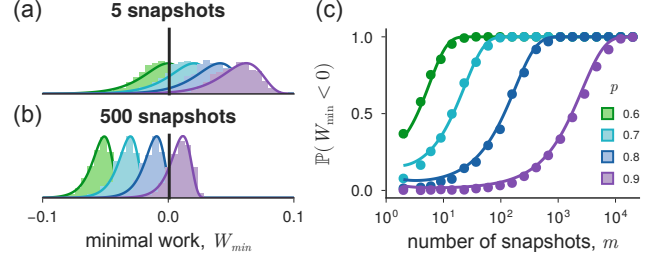 (a)
5 snapshots
(b)
500 snapshots
−0.1
0.0
0.1
minimal work, W_min
(c)
ℙ(W_min < 0)
1.0
0.5
0.0
10^0
10^1
10^2
10^3
10^4
number of snapshots, m
p
0.6
0.7
0.8
0.9